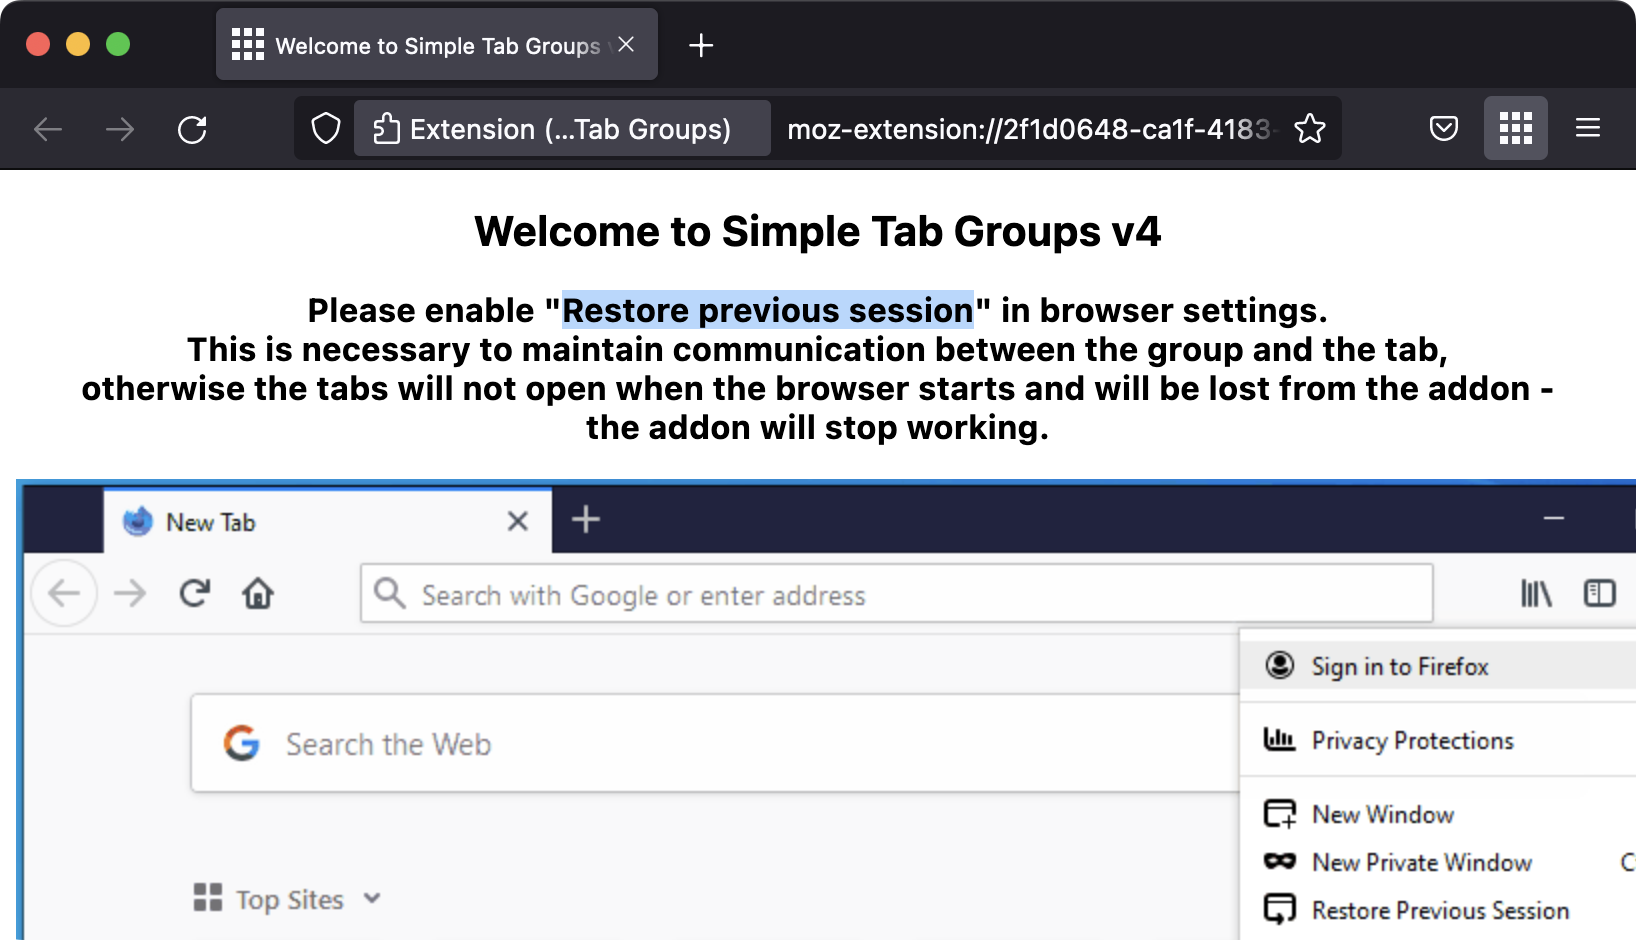 Welcome to Simple Tab Groups
Extension (...Tab Groups)
moz-extension://2f1d0648-ca1f-4183-
Welcome to Simple Tab Groups v4
Please enable "Restore previous session" in browser settings.
This is necessary to maintain communication between the group and the tab,
otherwise the tabs will not open when the browser starts and will be lost from the addon -
the addon will stop working.
New Tab
Search with Google or enter address
Sign in to Firefox
Search the Web
Privacy Protections
New Window
New Private Window
Top Sites
Restore Previous Session